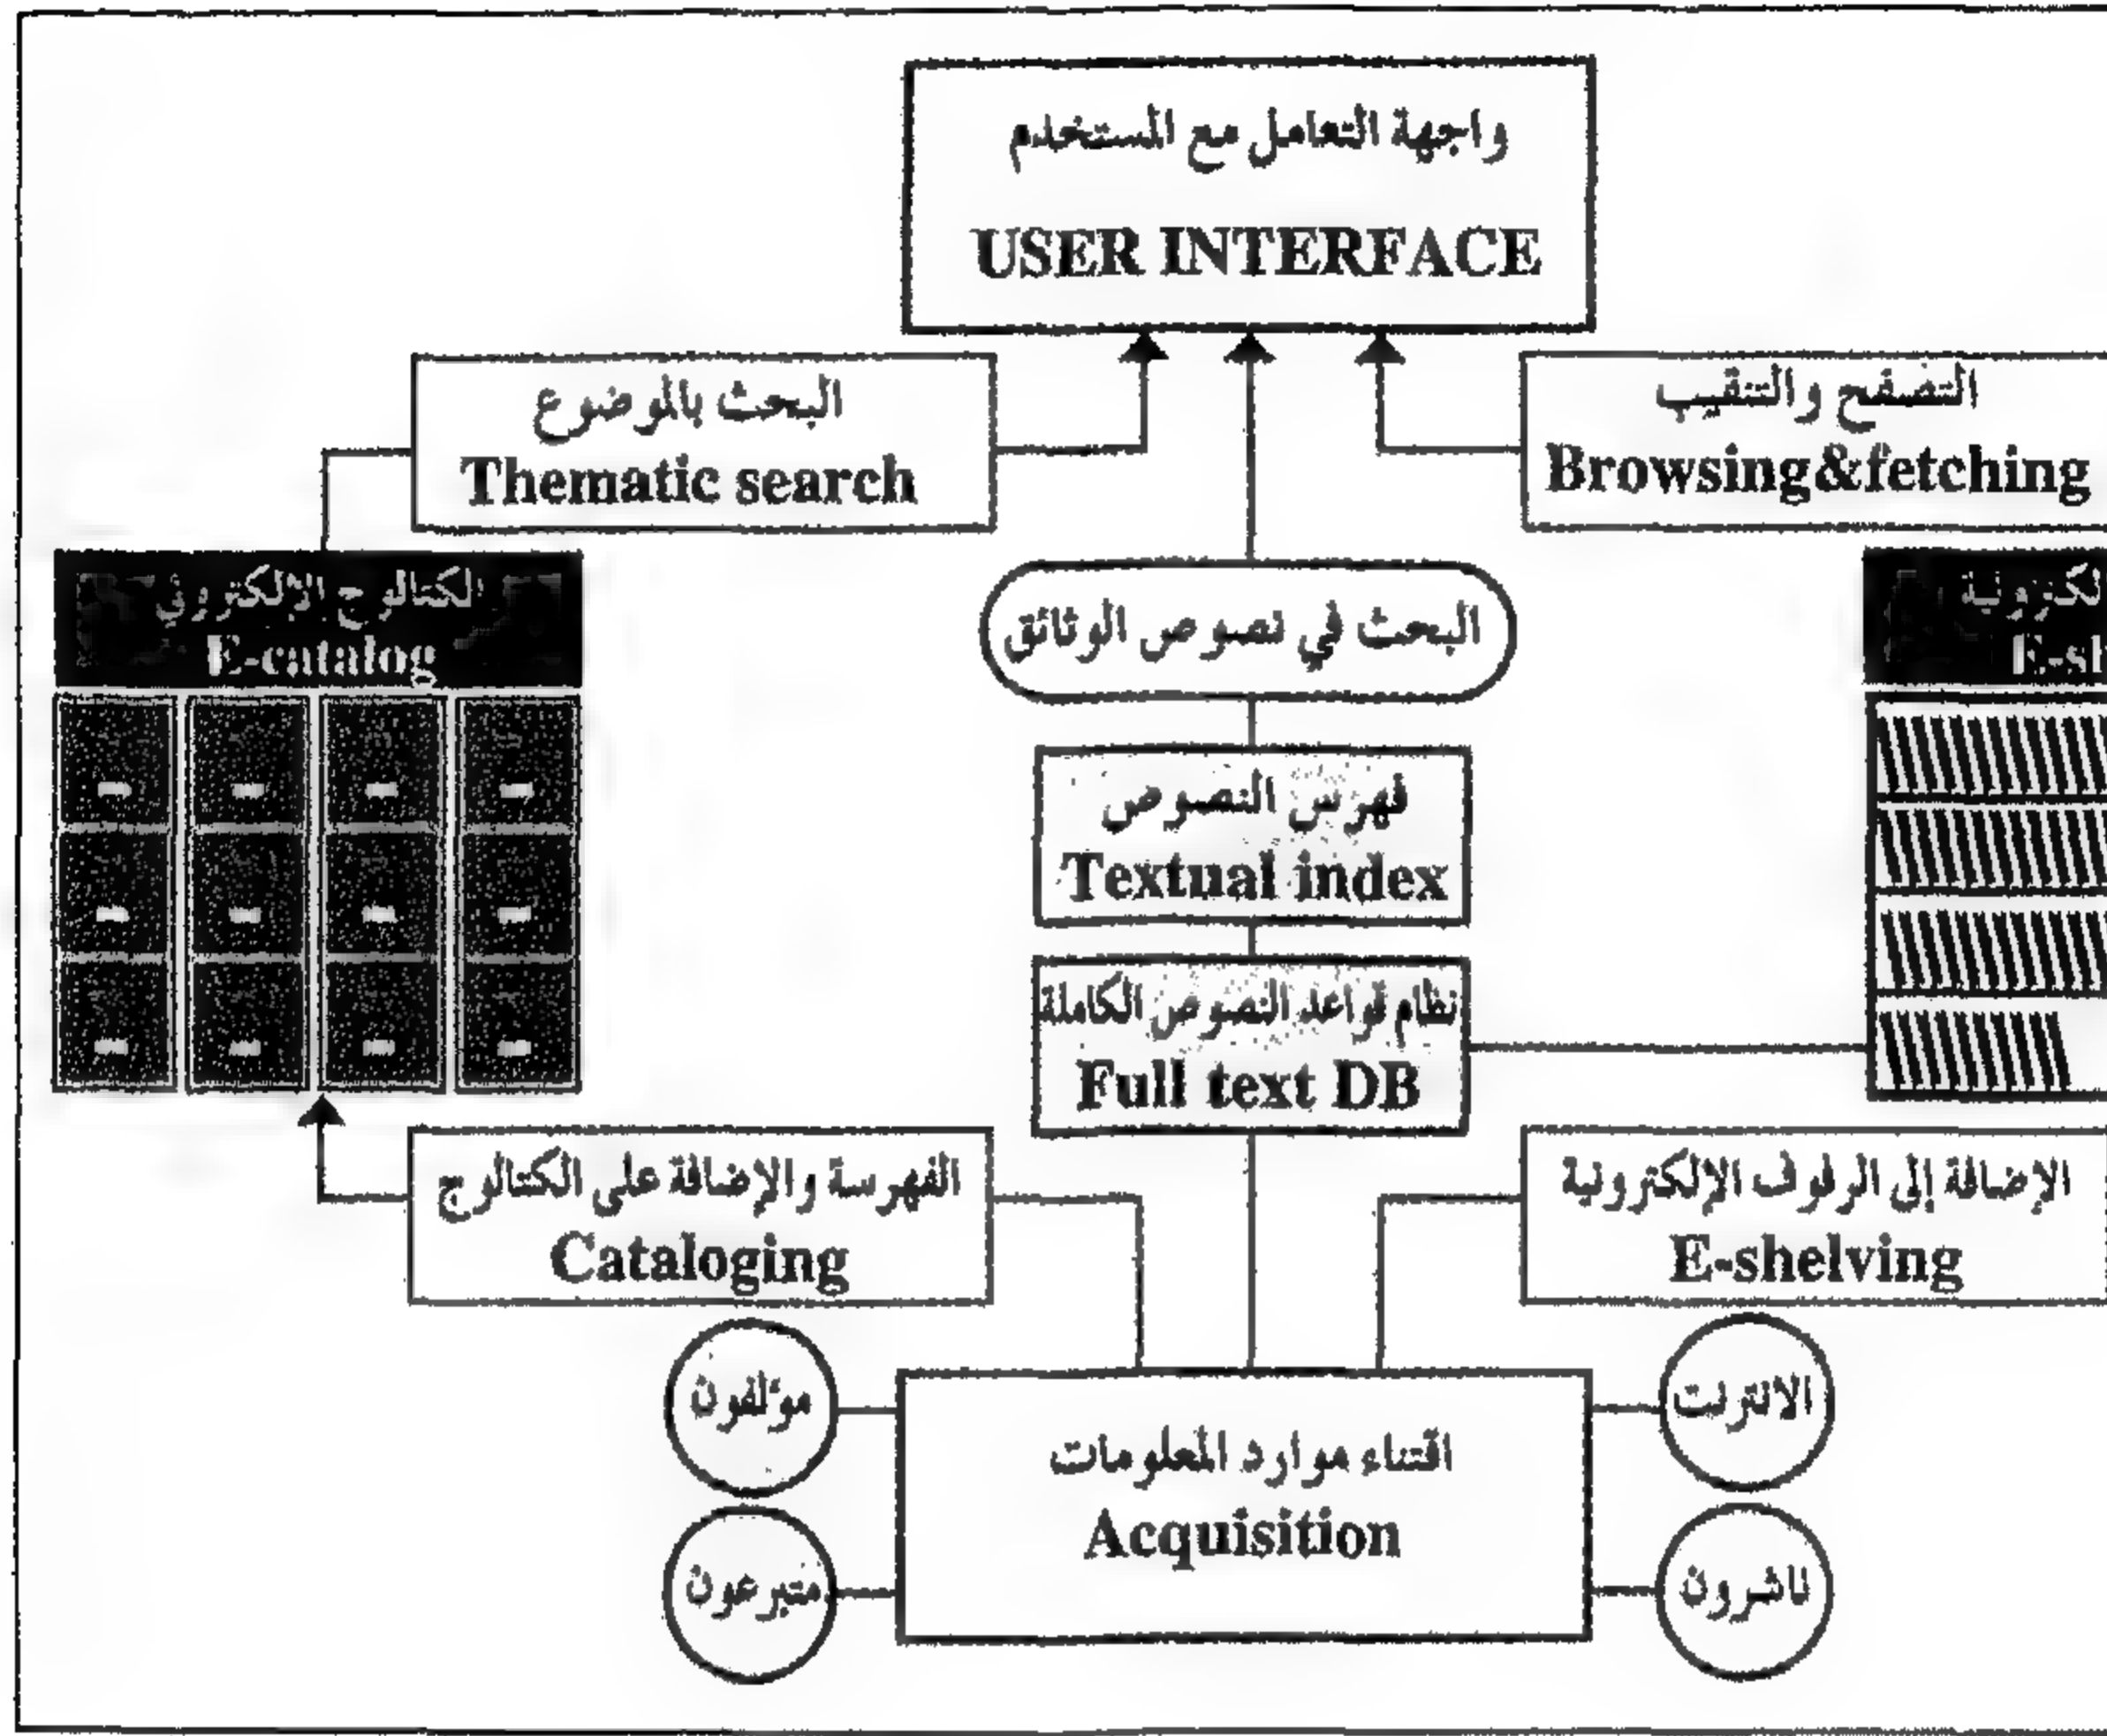 واجهة التعامل مع المستخدم
USER INTERFACE
البحث بالموضوع
Thematic search
التصفح والتنقيب
Browsing&fetching
الكتالوج الإلكتروني
E-catalog
البحث في نصوص الوثائق
فهرس النصوص
Textual index
نظام قواعد النصوص الكاملة
Full text DB
الفهرسة والإضافة على الكتالوج
Cataloging
الإضافة إلى الرفوف الإلكترونية
E-shelving
مؤلفون
الانترنت
اقتناء موارد المعلومات
Acquisition
متبرعون
ناشرون